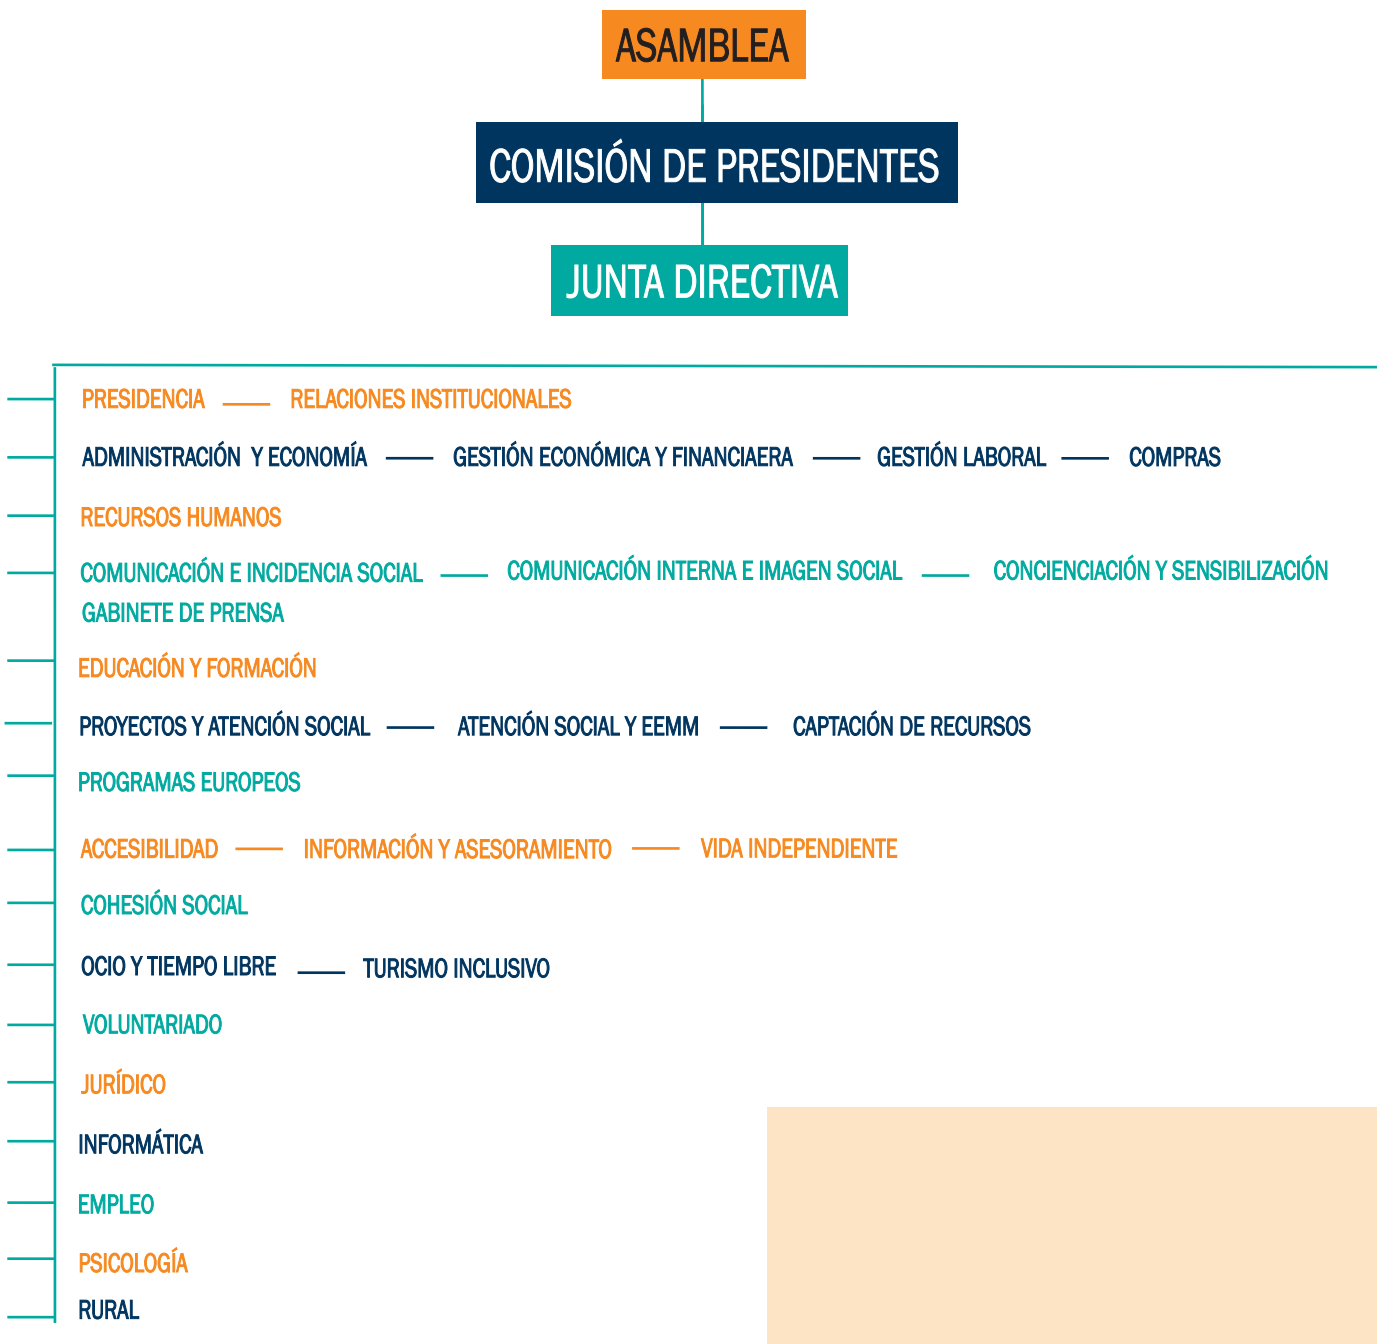 ASAMBLEA
COMISIÓN DE PRESIDENTES
JUNTA DIRECTIVA
PRESIDENCIA RELACIONES INSTITUCIONALES
ADMINISTRACIÓN Y ECONOMÍA GESTIÓN ECONÓMICA Y FINANCIAERA GESTIÓN LABORAL COMPRAS
RECURSOS HUMANOS
COMUNICACIÓN E INCIDENCIA SOCIAL COMUNICACIÓN INTERNA E IMAGEN SOCIAL CONCIENCIACIÓN Y SENSIBILIZACIÓN
GABINETE DE PRENSA
EDUCACIÓN Y FORMACIÓN
PROYECTOS Y ATENCIÓN SOCIAL ATENCIÓN SOCIAL Y EEMM CAPTACIÓN DE RECURSOS
PROGRAMAS EUROPEOS
ACCESIBILIDAD INFORMACIÓN Y ASESORAMIENTO VIDA INDEPENDIENTE
COHESIÓN SOCIAL
OCIO Y TIEMPO LIBRE TURISMO INCLUSIVO
VOLUNTARIADO
JURÍDICO
INFORMÁTICA
EMPLEO
PSICOLOGÍA
RURAL